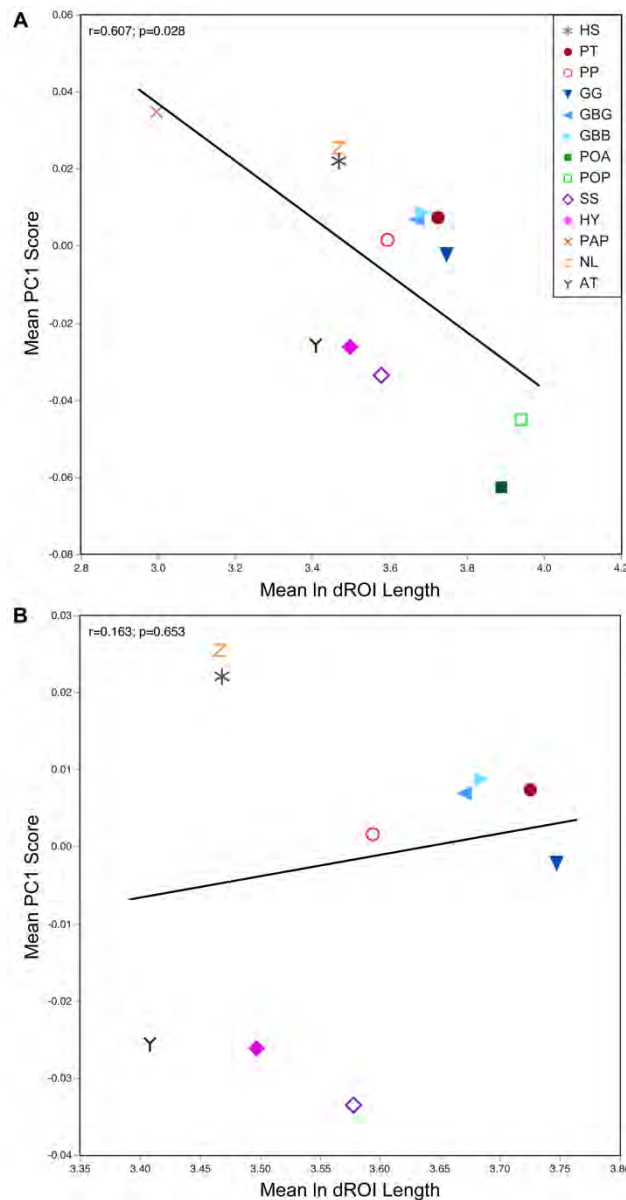 A
r=0.607; p=0.028
0.06
0.04
0.02
0.00
-0.02
-0.04
-0.06
-0.08
Mean PC1 Score
2.8 3.0 3.2 3.4 3.6 3.8 4.0 4.2
Mean ln dROI Length
HS
PT
PP
GG
GBG
GBB
POA
POP
SS
HY
PAP
NL
AT
B
r=0.163; p=0.653
0.03
0.02
0.01
0.00
-0.01
-0.02
-0.03
-0.04
Mean PC1 Score
3.35 3.40 3.45 3.50 3.55 3.60 3.65 3.70 3.75 3.80
Mean ln dROI Length